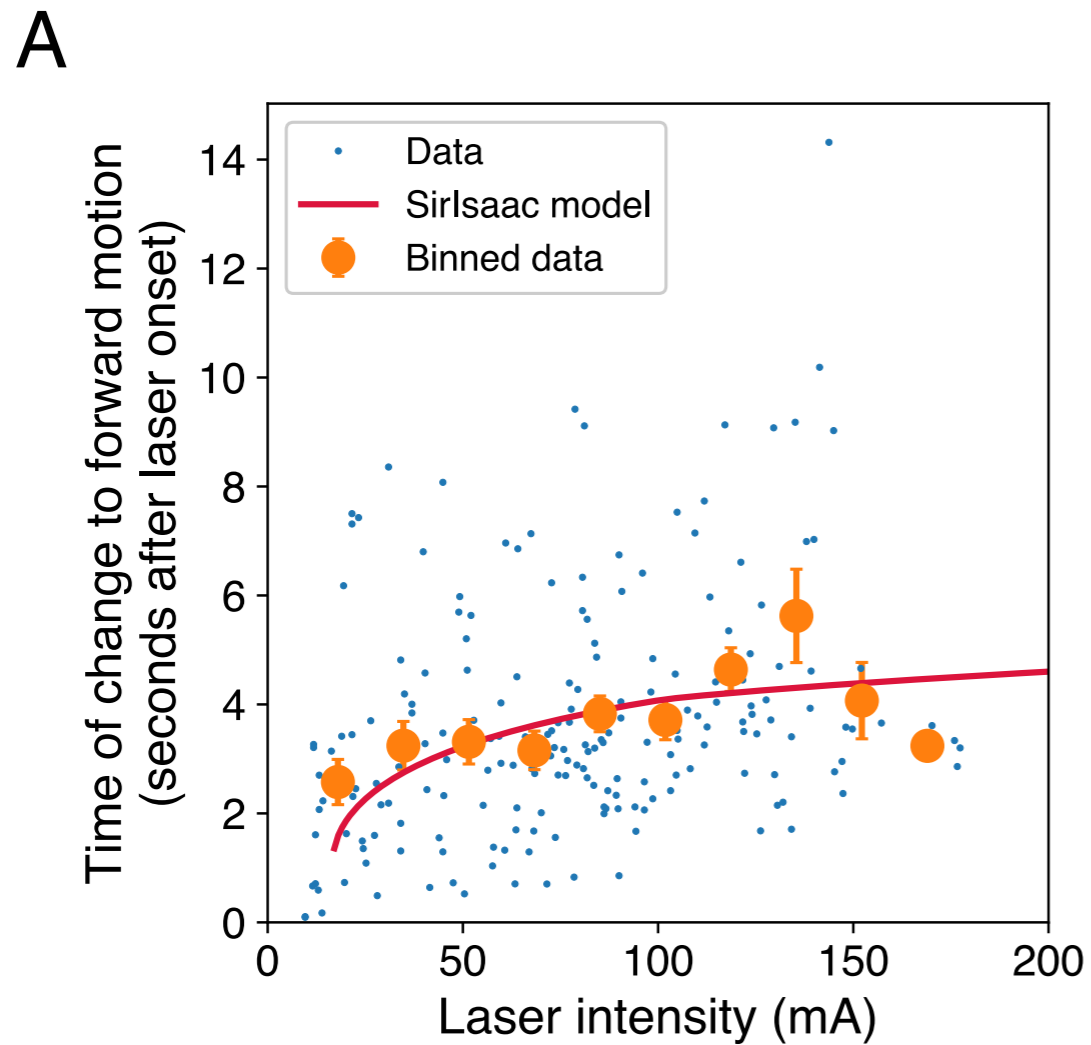 A
Data
SirIsaac model
Binned data
14
12
10
8
6
4
2
0
0 50 100 150 200
Time of change to forward motion
(seconds after laser onset)
Laser intensity (mA)